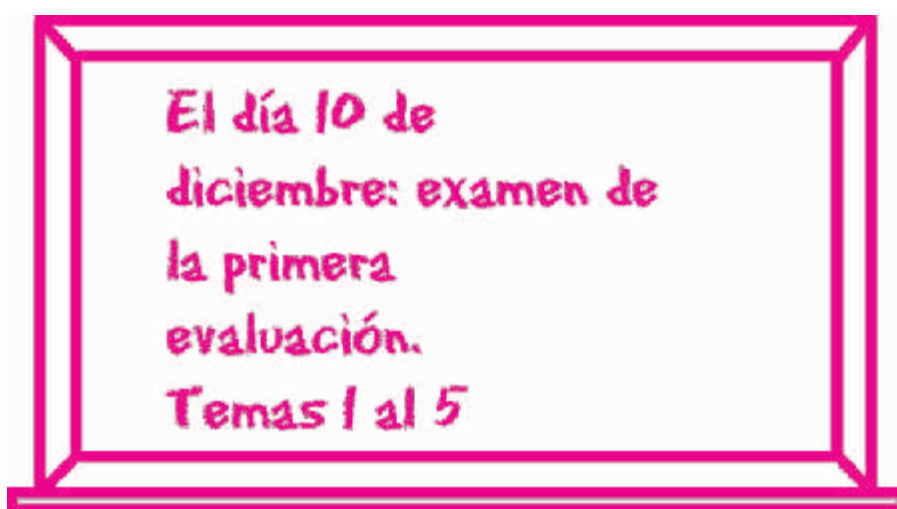 El día 10 de
diciembre: examen de
la primera
evaluación.
Temas 1 al 5